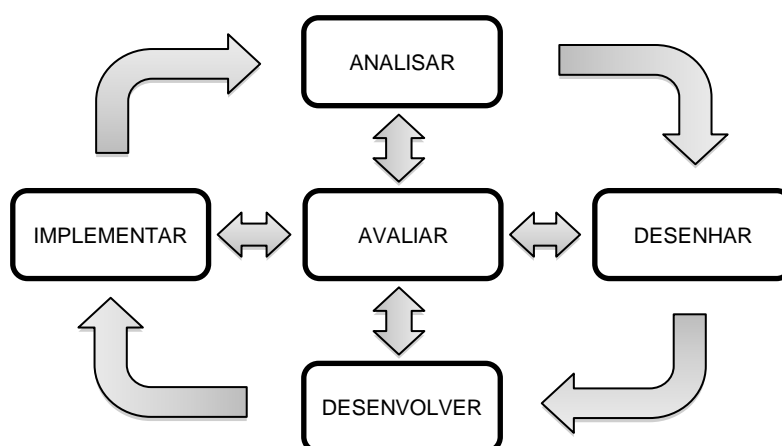 ANALISAR
IMPLEMENTAR
AVALIAR
DESENHAR
DESENVOLVER